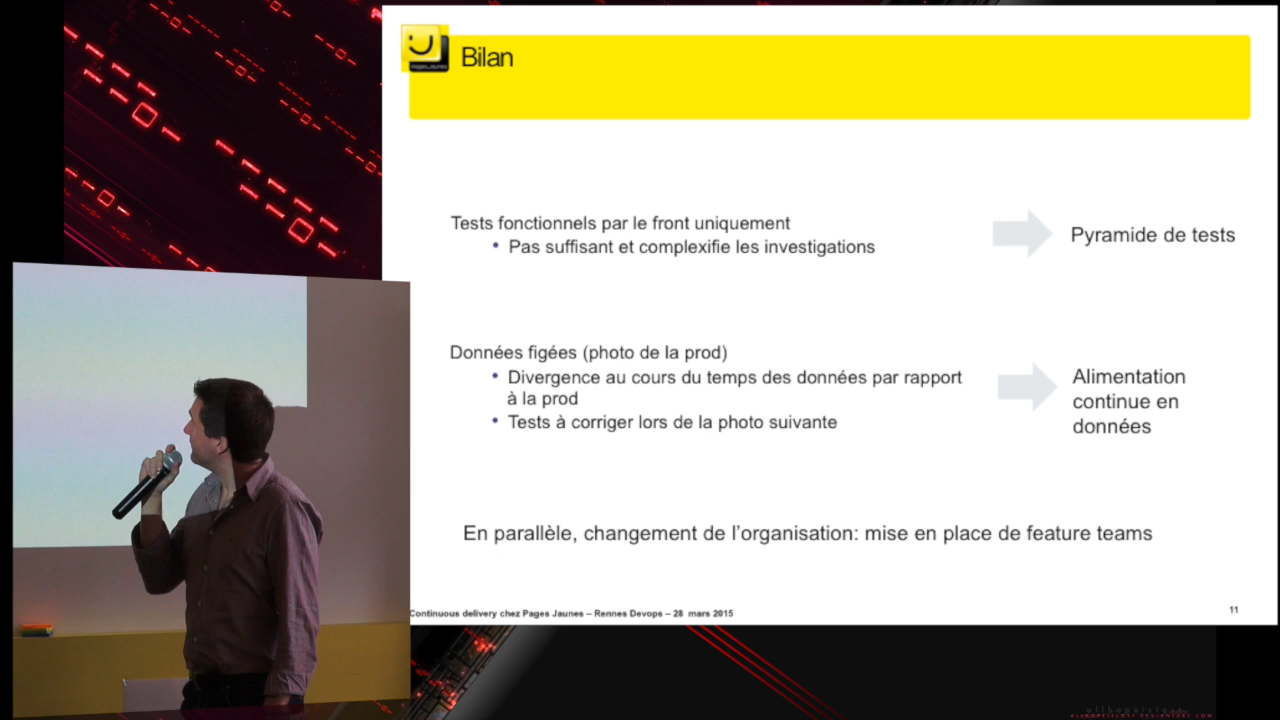 Bilan
PagesJaunes
Tests fonctionnels par le front uniquement
• Pas suffisant et complexifie les investigations
Pyramide de tests
Données figées (photo de la prod)
• Divergence au cours du temps des données par rapport
à la prod
• Tests à corriger lors de la photo suivante
Alimentation
continue en
données
En parallèle, changement de l'organisation: mise en place de feature teams
Continuous delivery chez Pages Jaunes – Rennes Devops – 28 mars 2015
11